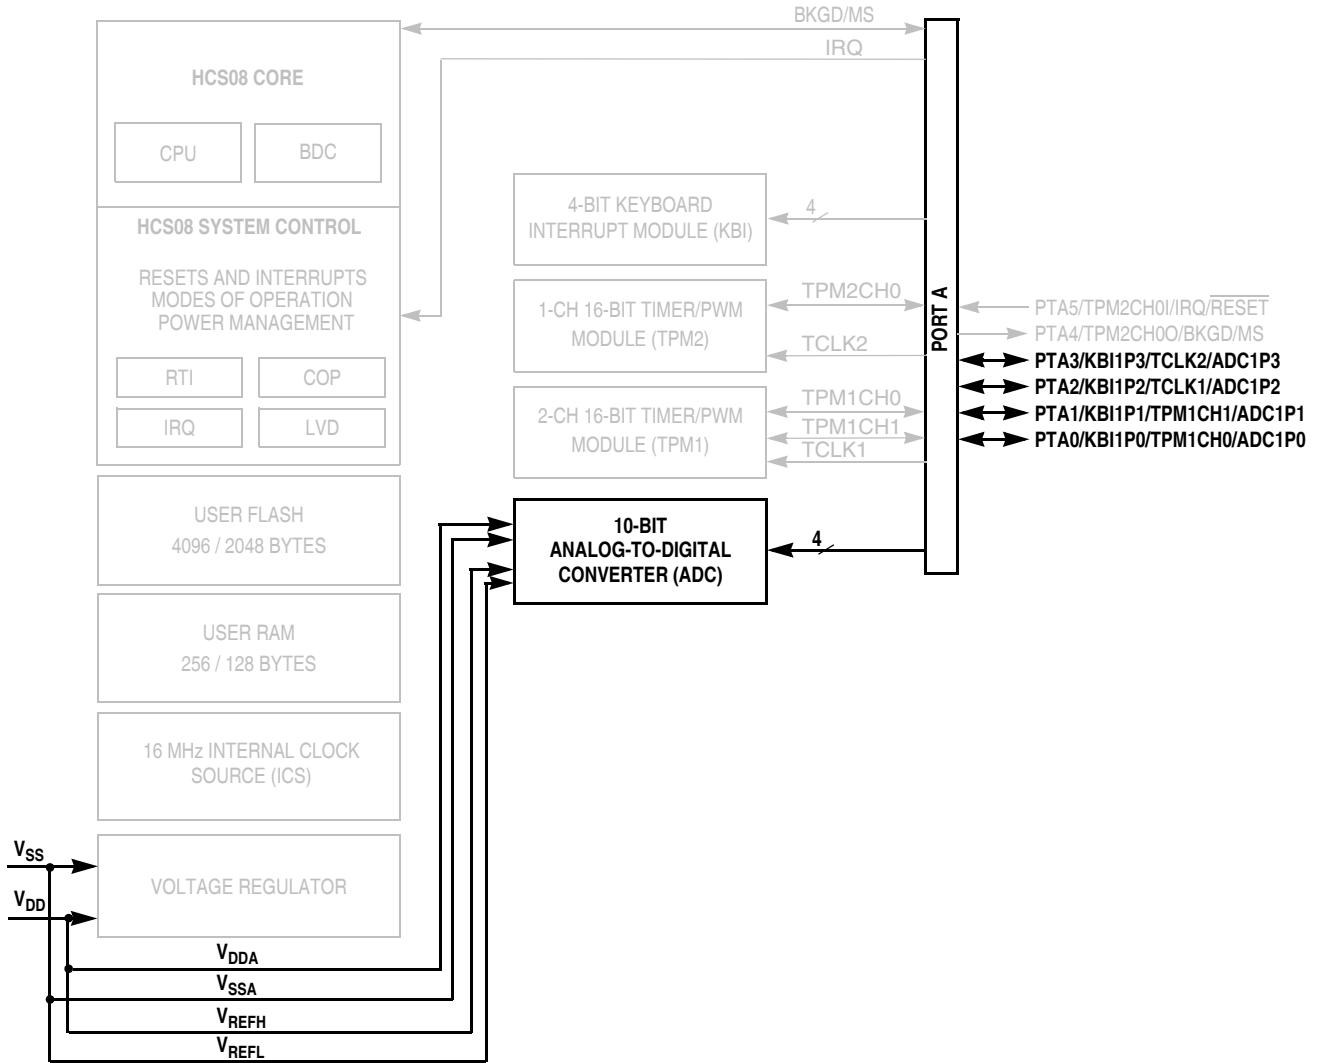 BKGD/MS
IRQ
HCS08 CORE
CPU
BDC
HCS08 SYSTEM CONTROL
RESETS AND INTERRUPTS
MODES OF OPERATION
POWER MANAGEMENT
RTI
COP
IRQ
LVD
USER FLASH
4096 / 2048 BYTES
USER RAM
256 / 128 BYTES
16 MHz INTERNAL CLOCK
SOURCE (ICS)
VOLTAGE REGULATOR
VSS
VDD
VDDA
VSSA
VREFH
VREFL
4-BIT KEYBOARD
INTERRUPT MODULE (KBI)
4
1-CH 16-BIT TIMER/PWM
MODULE (TPM2)
TPM2CH0
TCLK2
2-CH 16-BIT TIMER/PWM
MODULE (TPM1)
TPM1CH0
TPM1CH1
TCLK1
10-BIT
ANALOG-TO-DIGITAL
CONVERTER (ADC)
4
PORT A
PTA5/TPM2CH0I/IRQ/RESET
PTA4/TPM2CH0O/BKGD/MS
PTA3/KBI1P3/TCLK2/ADC1P3
PTA2/KBI1P2/TCLK1/ADC1P2
PTA1/KBI1P1/TPM1CH1/ADC1P1
PTA0/KBI1P0/TPM1CH0/ADC1P0